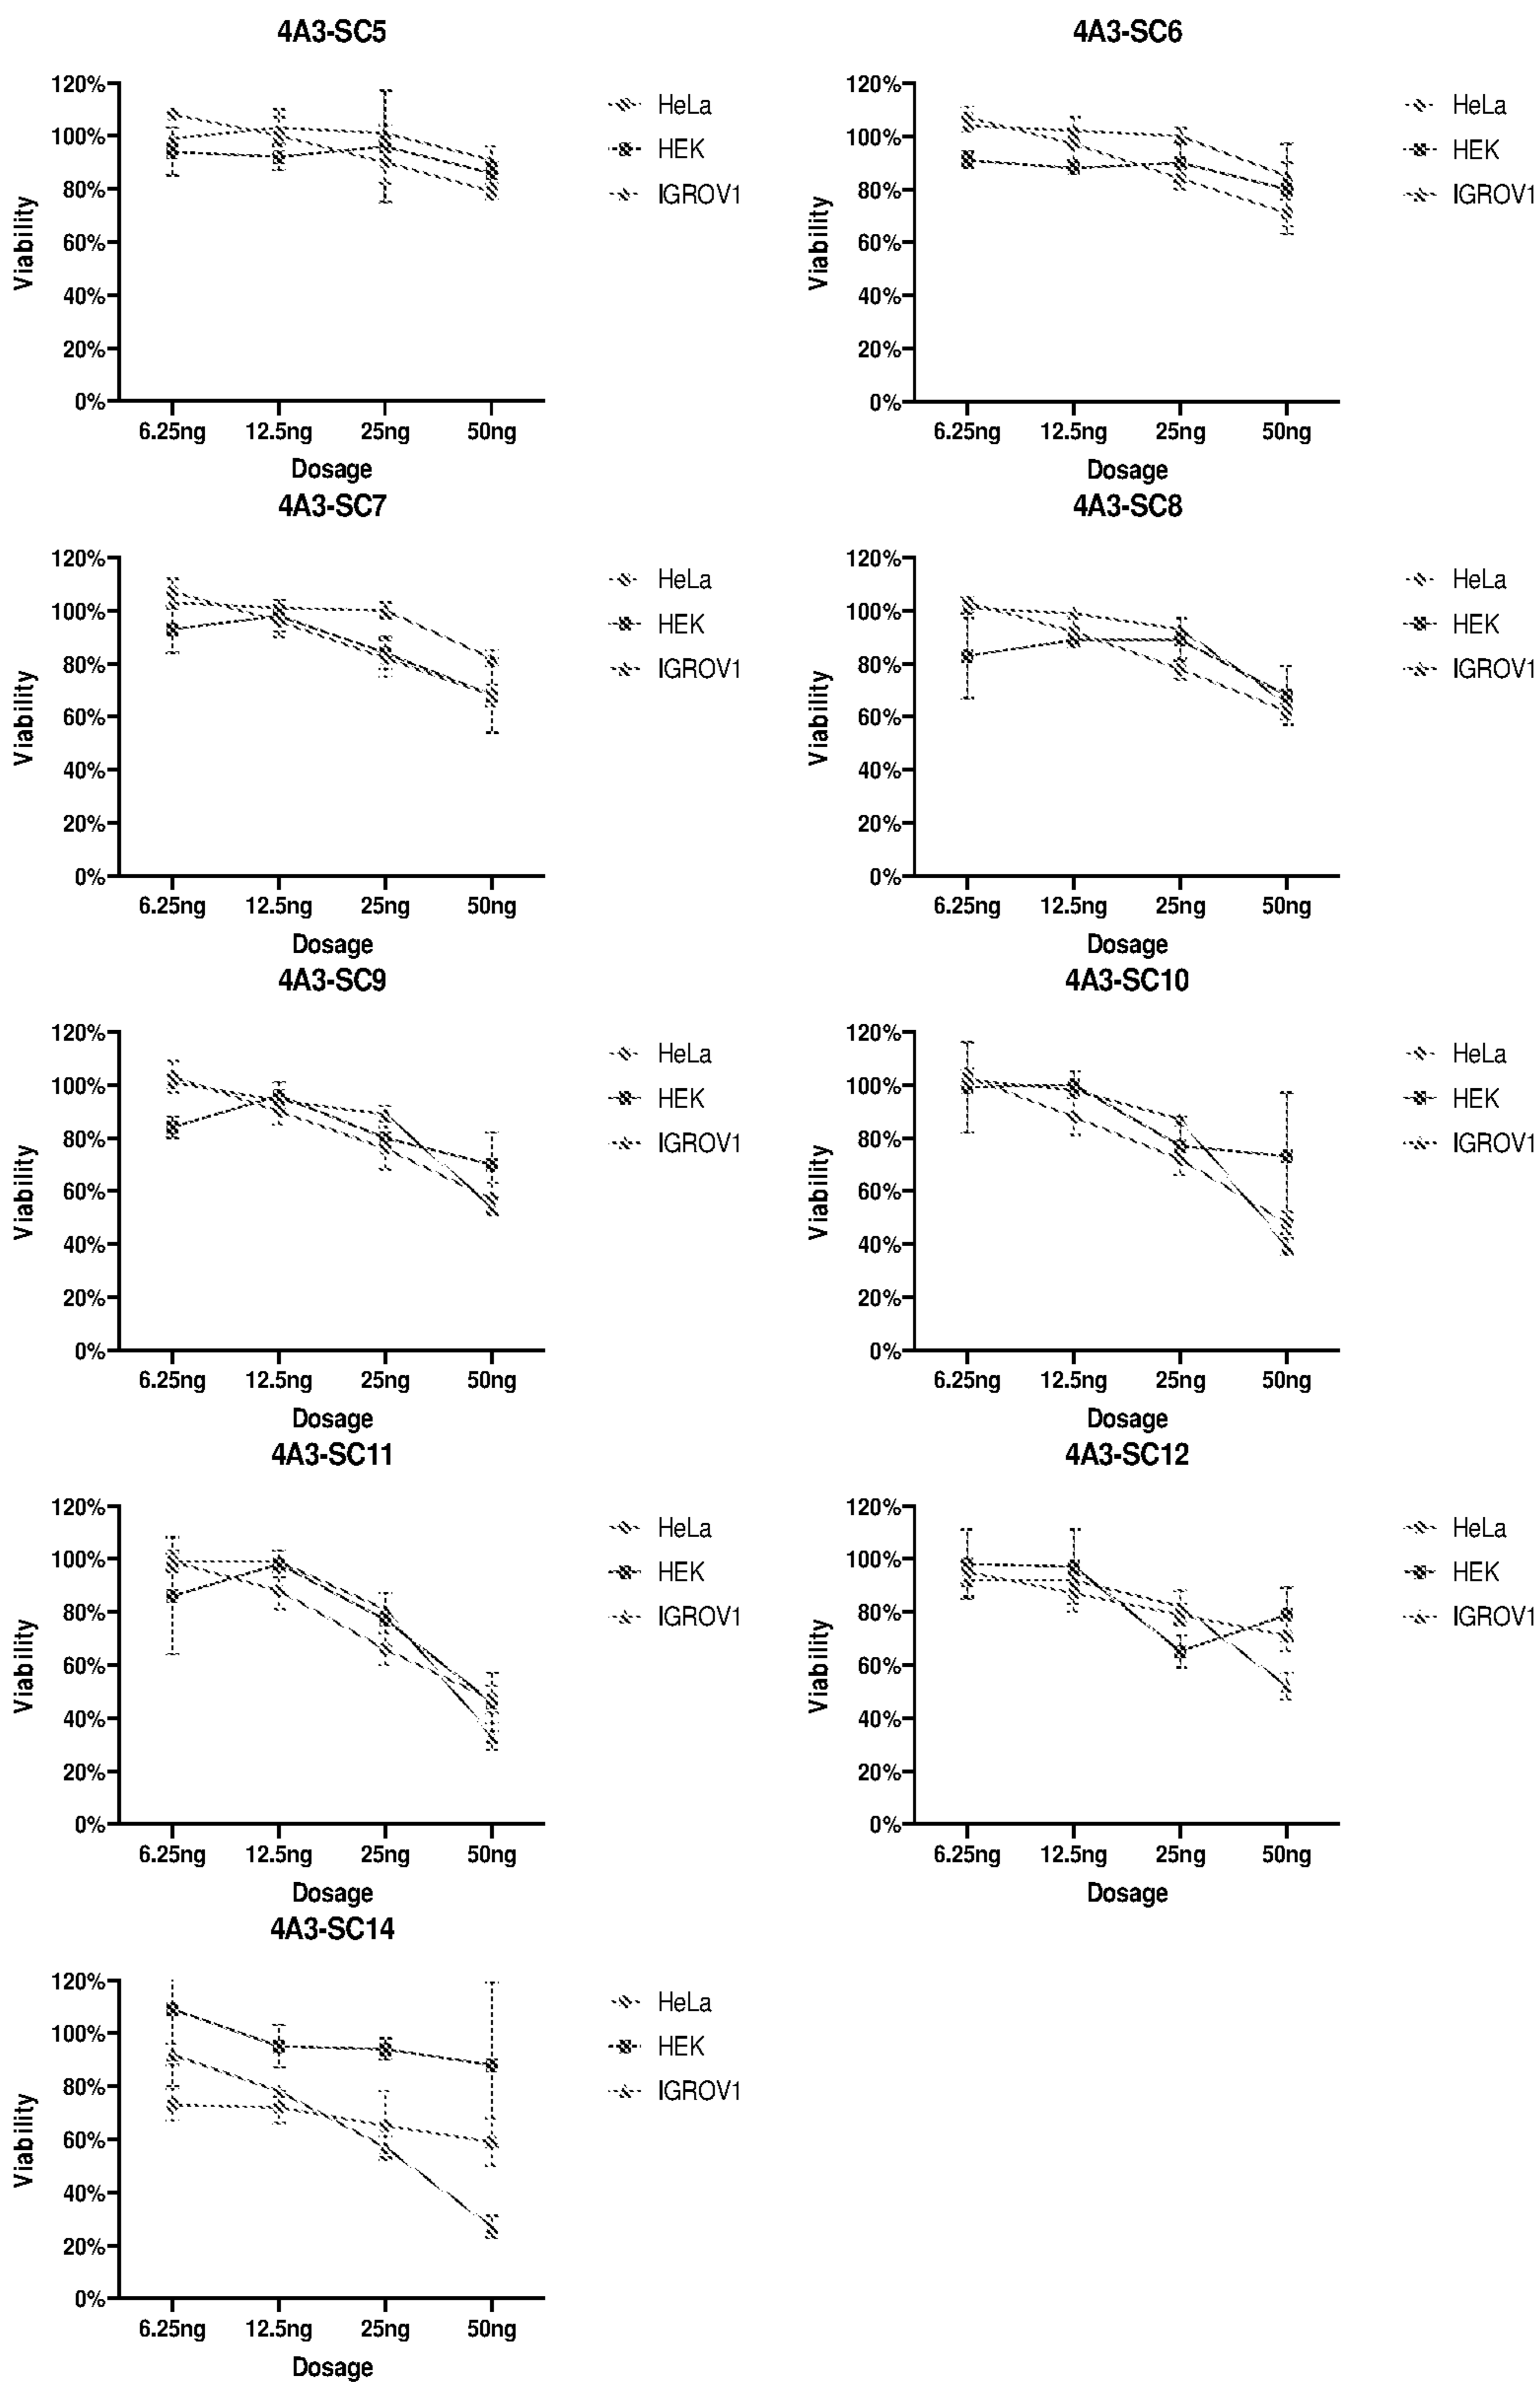 4A3-SC5
120%
100%
80%
60%
40%
20%
0%
Viability
6.25ng 12.5ng 25ng 50ng
Dosage
HeLa
HEK
IGROV1
4A3-SC6
120%
100%
80%
60%
40%
20%
0%
Viability
6.25ng 12.5ng 25ng 50ng
Dosage
HeLa
HEK
IGROV1
4A3-SC7
120%
100%
80%
60%
40%
20%
0%
Viability
6.25ng 12.5ng 25ng 50ng
Dosage
HeLa
HEK
IGROV1
4A3-SC8
120%
100%
80%
60%
40%
20%
0%
Viability
6.25ng 12.5ng 25ng 50ng
Dosage
HeLa
HEK
IGROV1
4A3-SC9
120%
100%
80%
60%
40%
20%
0%
Viability
6.25ng 12.5ng 25ng 50ng
Dosage
HeLa
HEK
IGROV1
4A3-SC10
120%
100%
80%
60%
40%
20%
0%
Viability
6.25ng 12.5ng 25ng 50ng
Dosage
HeLa
HEK
IGROV1
4A3-SC11
120%
100%
80%
60%
40%
20%
0%
Viability
6.25ng 12.5ng 25ng 50ng
Dosage
HeLa
HEK
IGROV1
4A3-SC12
120%
100%
80%
60%
40%
20%
0%
Viability
6.25ng 12.5ng 25ng 50ng
Dosage
HeLa
HEK
IGROV1
4A3-SC14
120%
100%
80%
60%
40%
20%
0%
Viability
6.25ng 12.5ng 25ng 50ng
Dosage
HeLa
HEK
IGROV1